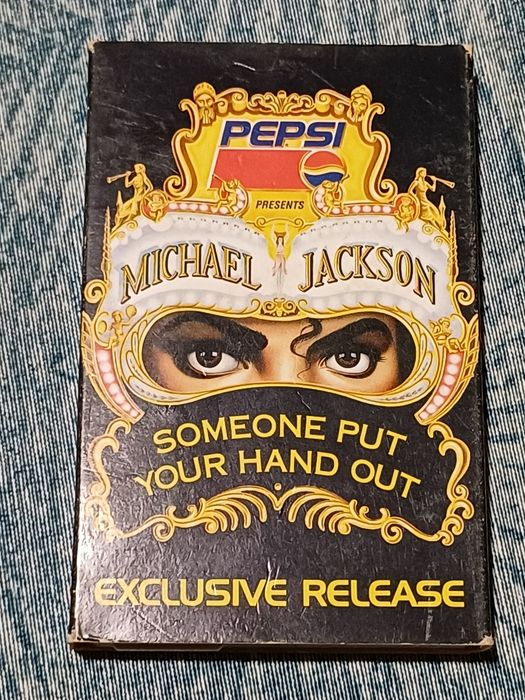 PEPSI
PRESENTS
MICHAEL JACKSON
SOMEONE PUT
YOUR HAND OUT
EXCLUSIVE RELEASE